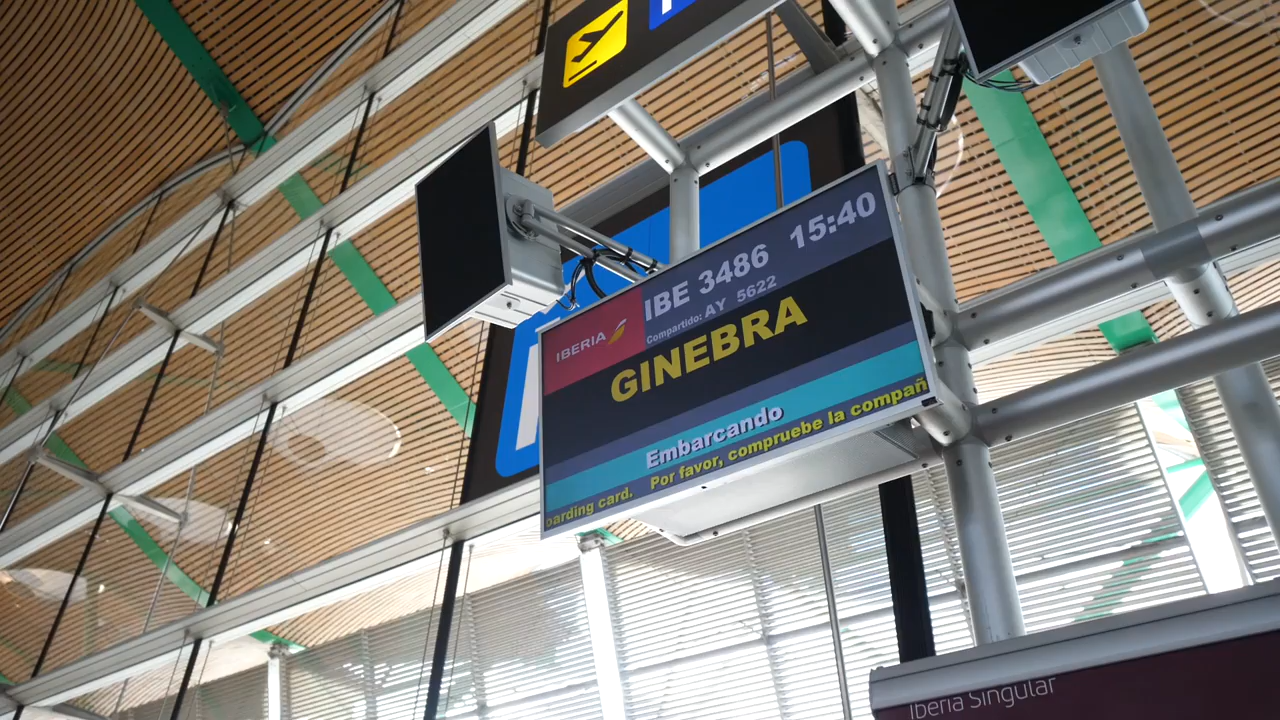 IBERIA
IBE 3486 15:40
Compartido: AY 5622
GINEBRA
Embarcando
oarding card. Por favor, compruebe la compañ
Iberia Singular